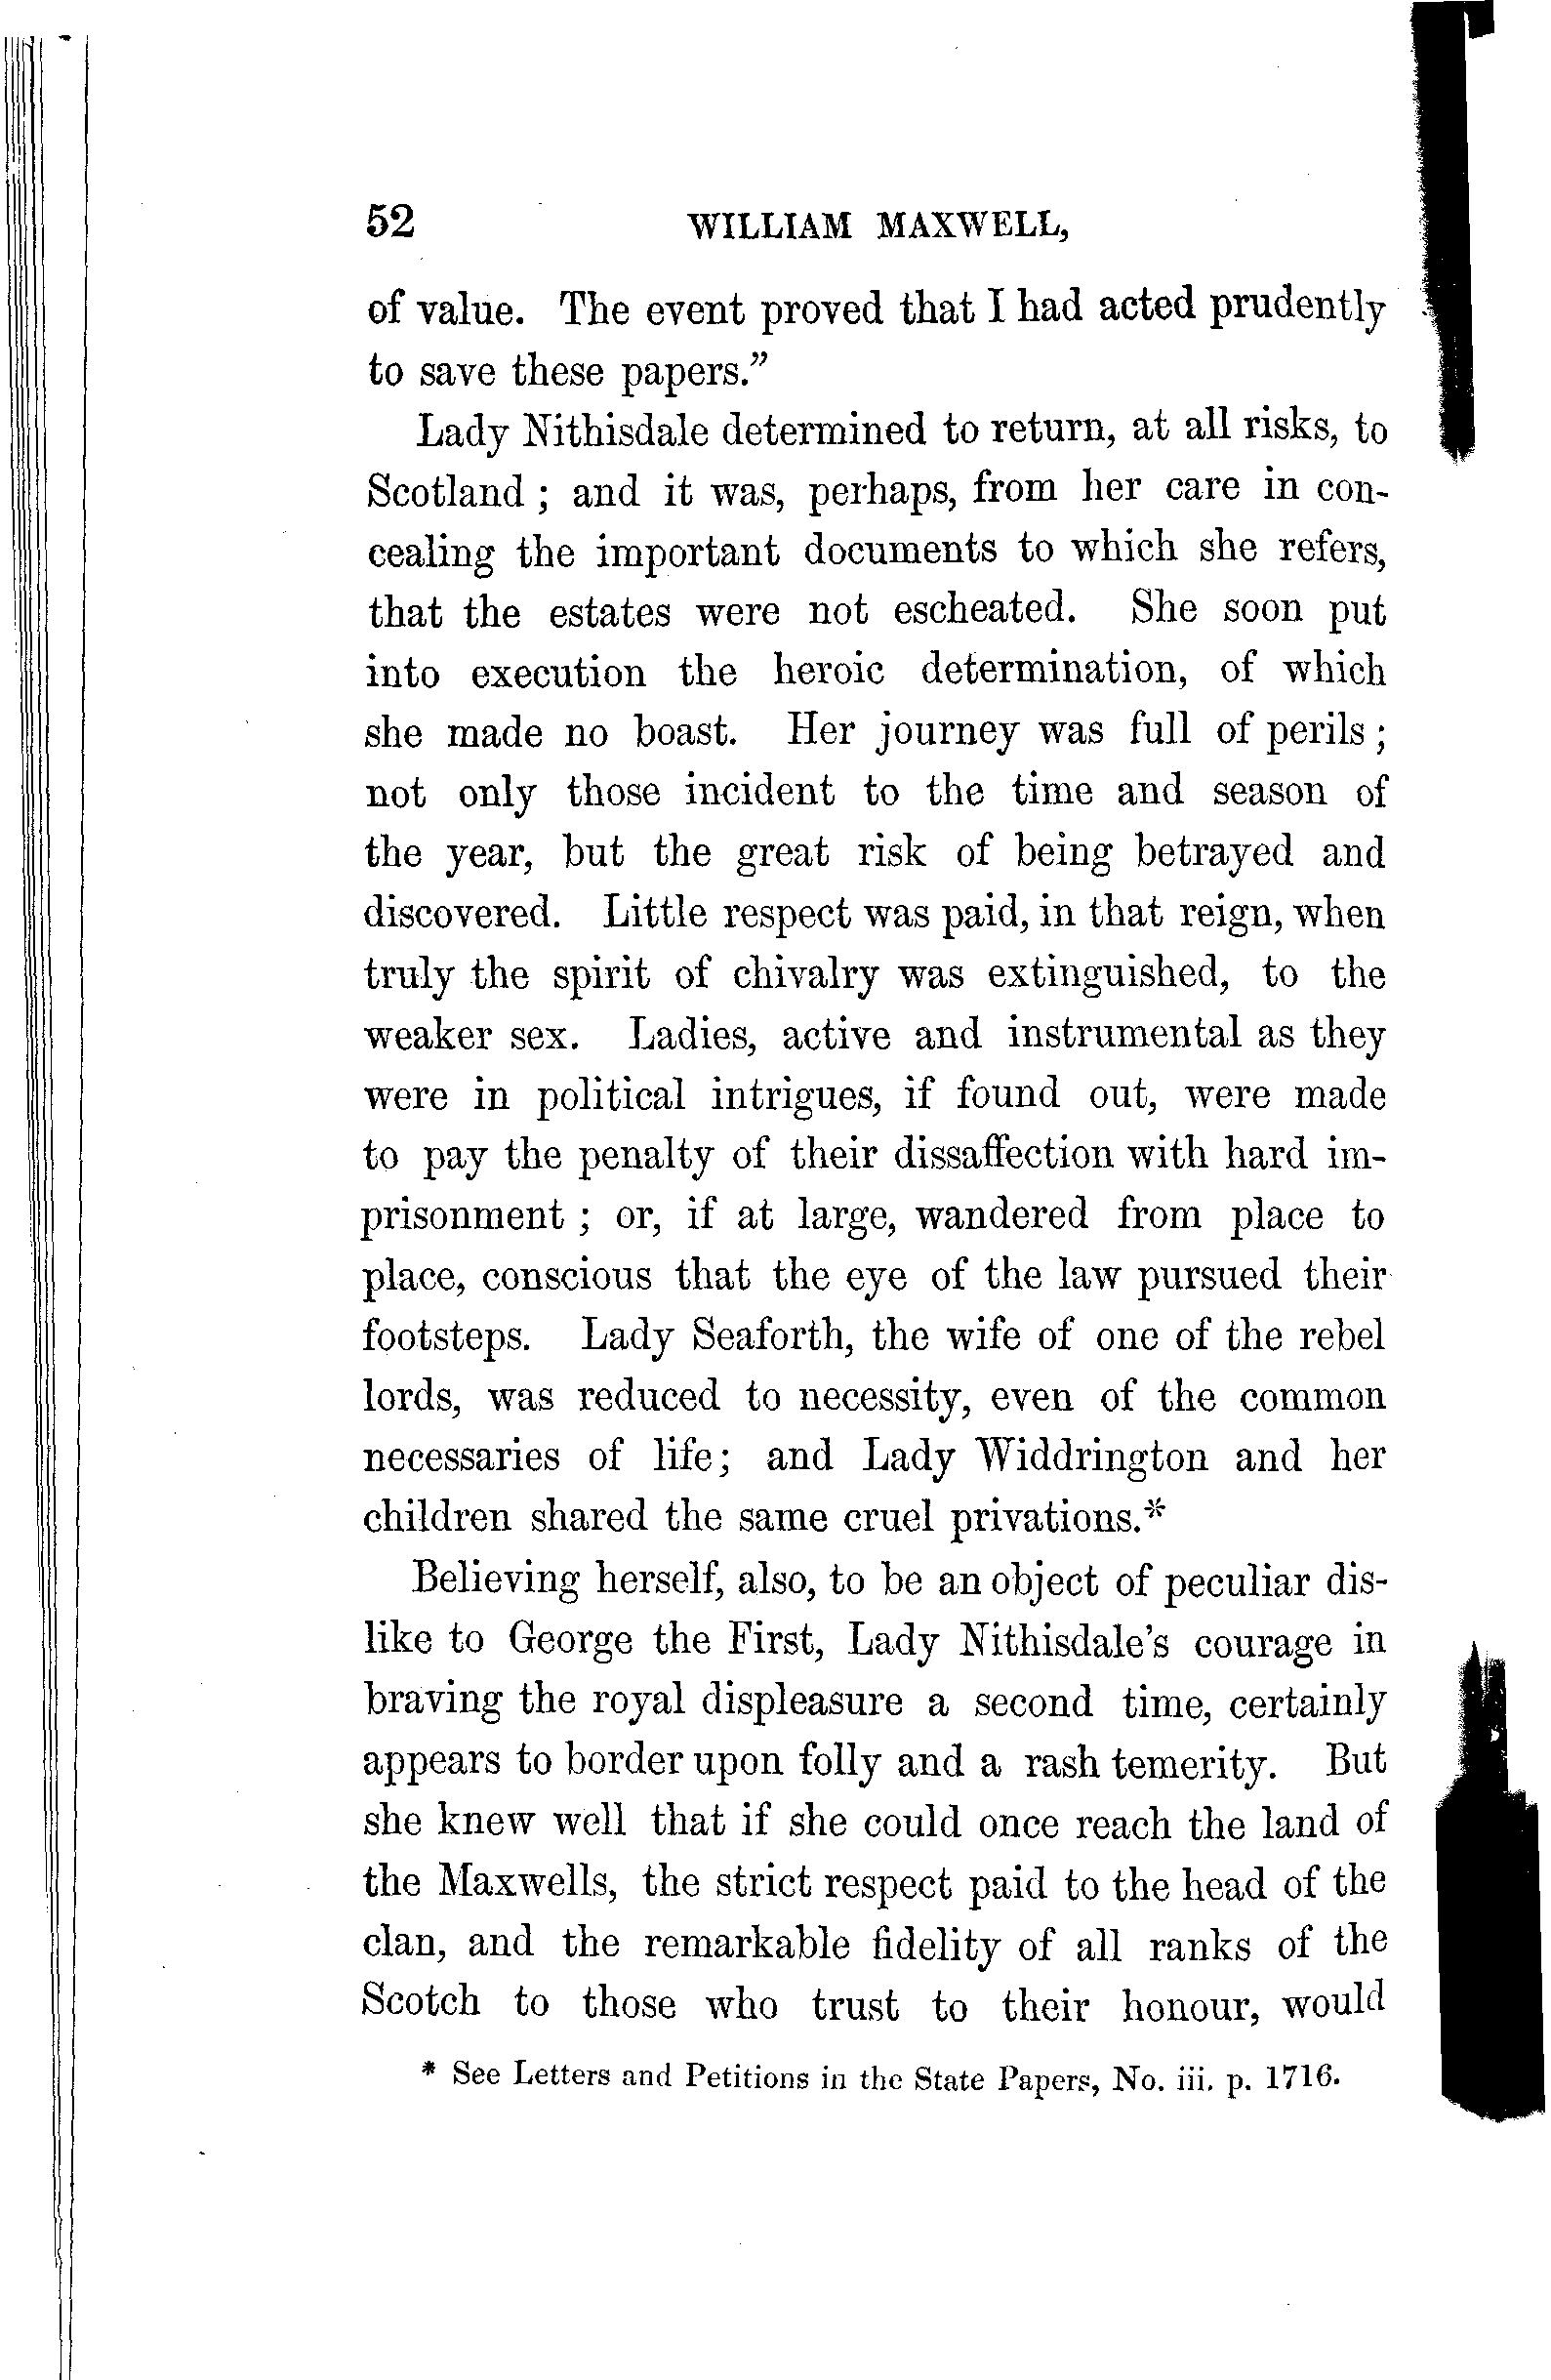 52 WILLIAM MAXWELL,
of value. The event proved that I had acted prudently
to save these papers.”
Lady Nithisdale determined to return, at all risks, to
Scotland ; and it was, perhaps, from her care in con-
cealing the important documents to which she refers,
that the estates were not escheated. She soon put
into execution the heroic determination, of which
she made no boast. Her journey was full of perils ;
not only those incident to the time and season of
the year, but the great risk of being betrayed and
discovered. Little respect was paid, in that reign, when
truly the spirit of chivalry was extinguished, to the
weaker sex. Ladies, active and instrumental as they
were in political intrigues, if found out, were made
to pay the penalty of their dissaffection with hard im-
prisonment ; or, if at large, wandered from place to
place, conscious that the eye of the law pursued their
footsteps. Lady Seaforth, the wife of one of the rebel
lords, was reduced to necessity, even of the common
necessaries of life; and Lady Widdrington and her
children shared the same cruel privations.*
Believing herself, also, to be an object of peculiar dis-
like to George the First, Lady Nithisdale's courage in
braving the royal displeasure a second time, certainly
appears to border upon folly and a rash temerity. But
she knew well that if she could once reach the land of
the Maxwells, the strict respect paid to the head of the
clan, and the remarkable fidelity of all ranks of the
Scotch to those who trust to their honour, would
* See Letters and Petitions in the State Papers, No. iii. p. 1716.